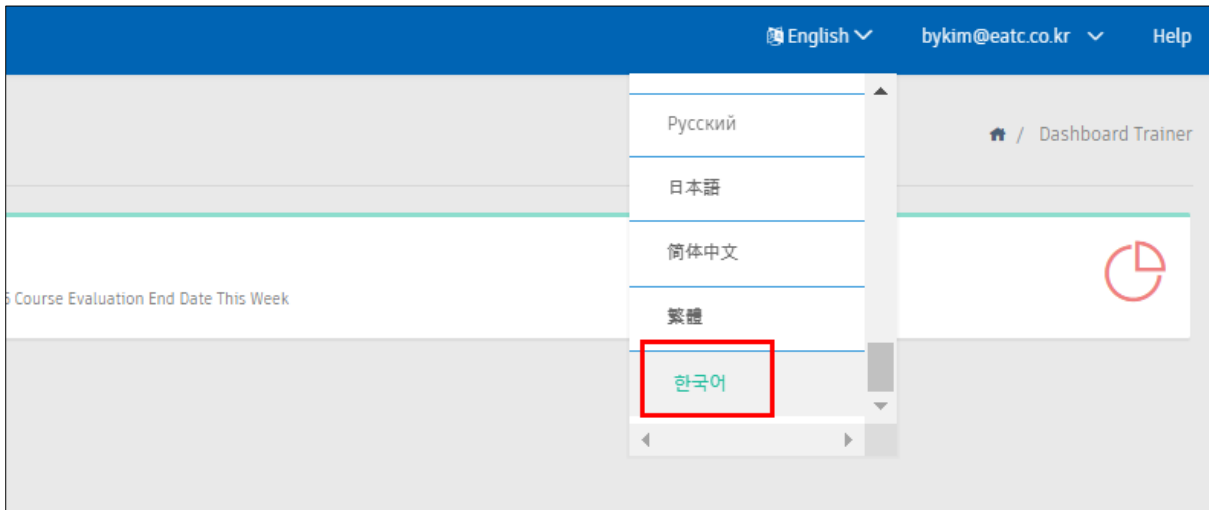 English
bykim@eatc.co.kr
Help
Русский
/ Dashboard Trainer
日本語
简体中文
Course Evaluation End Date This Week
繁體
한국어